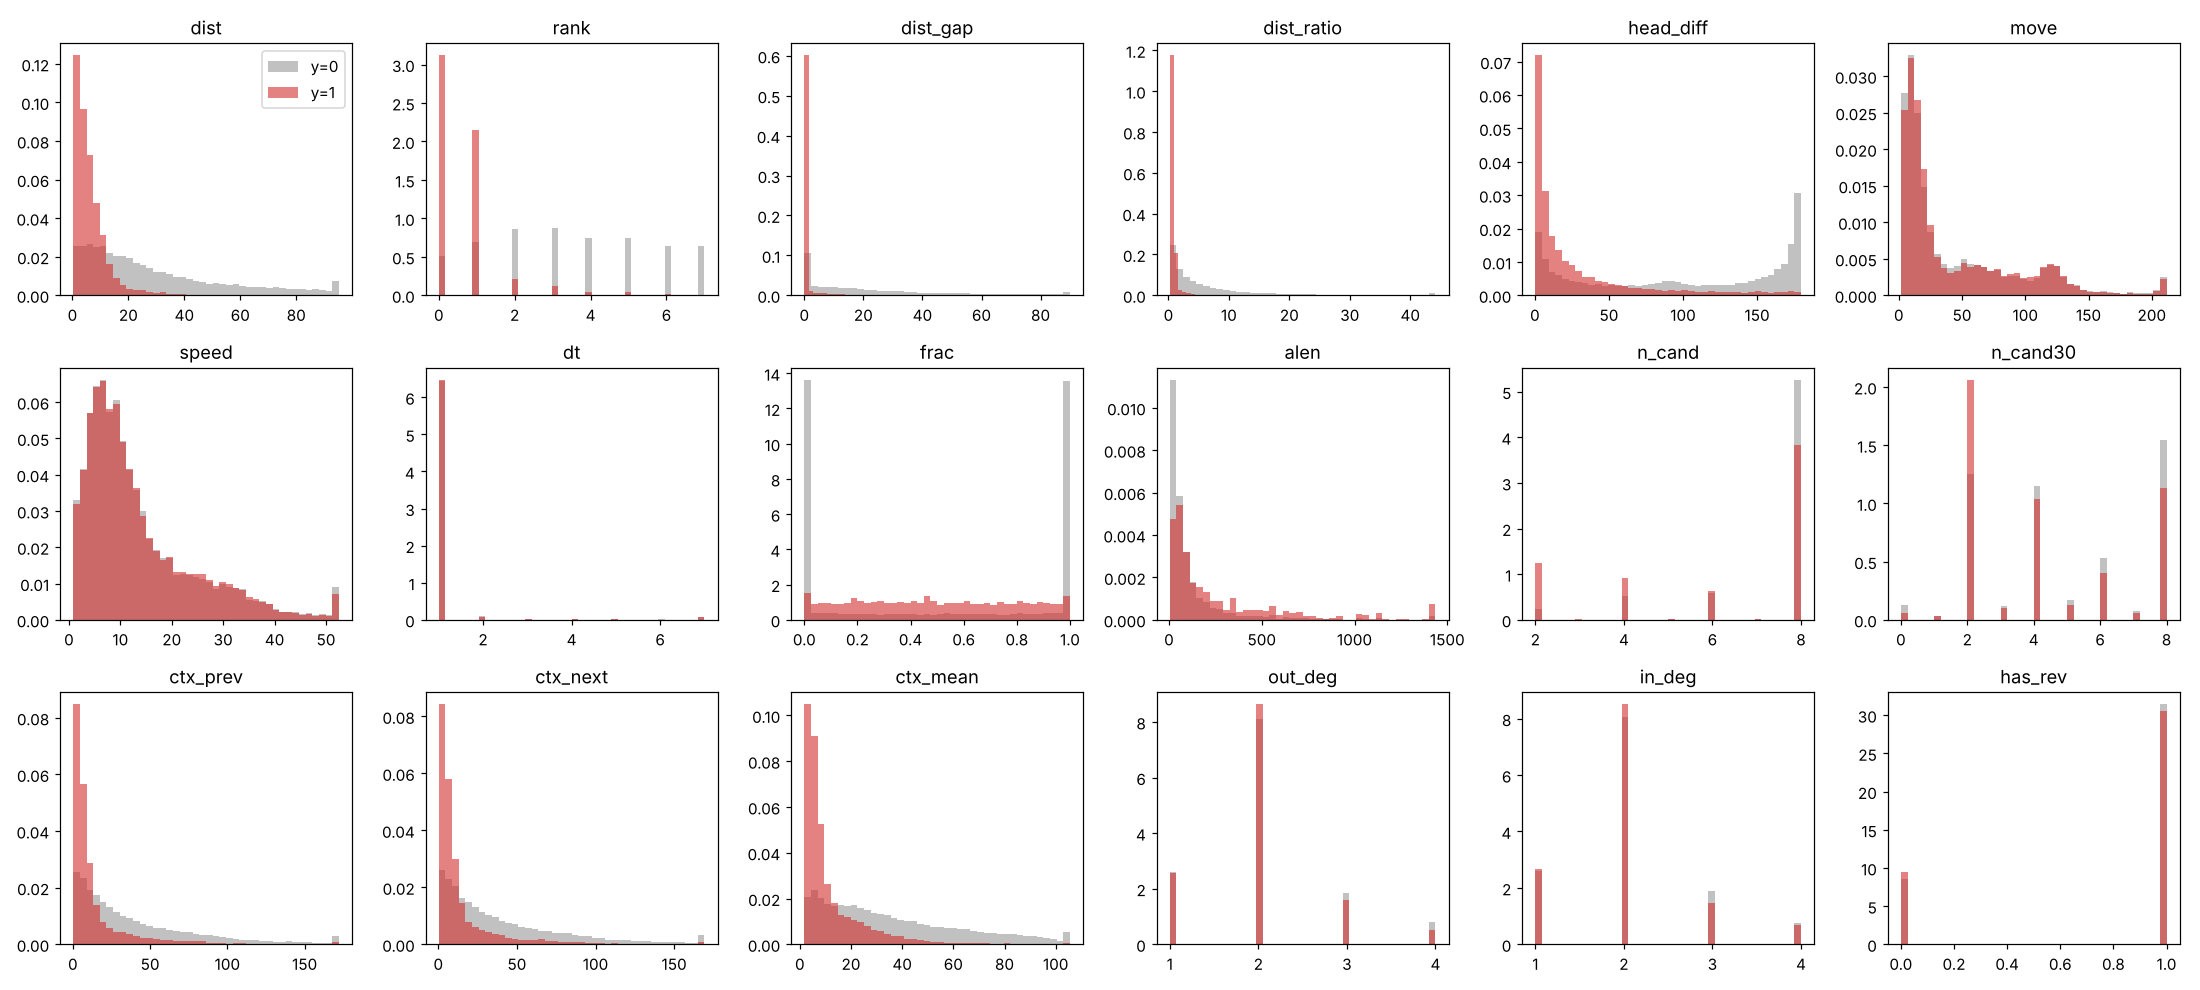 dist rank dist_gap dist_ratio head_diff move
y=0
y=1
0.12 0.10 0.08 0.06 0.04 0.02 0.00
0 20 40 60 80
3.0 2.5 2.0 1.5 1.0 0.5 0.0
0 2 4 6
0.6 0.5 0.4 0.3 0.2 0.1 0.0
0 20 40 60 80
1.2 1.0 0.8 0.6 0.4 0.2 0.0
0 10 20 30 40
0.07 0.06 0.05 0.04 0.03 0.02 0.01 0.00
0 50 100 150
0.030 0.025 0.020 0.015 0.010 0.005 0.000
0 50 100 150 200
speed dt frac alen n_cand n_cand30
0.06 0.05 0.04 0.03 0.02 0.01 0.00
0 10 20 30 40 50
6 5 4 3 2 1 0
2 4 6
14 12 10 8 6 4 2 0
0.0 0.2 0.4 0.6 0.8 1.0
0.010 0.008 0.006 0.004 0.002 0.000
0 500 1000 1500
5 4 3 2 1 0
2 4 6 8
2.0 1.5 1.0 0.5 0.0
0 2 4 6 8
ctx_prev ctx_next ctx_mean out_deg in_deg has_rev
0.08 0.06 0.04 0.02 0.00
0 50 100 150
0.08 0.06 0.04 0.02 0.00
0 50 100 150
0.10 0.08 0.06 0.04 0.02 0.00
0 20 40 60 80 100
8 6 4 2 0
1 2 3 4
8 6 4 2 0
1 2 3 4
30 25 20 15 10 5 0
0.0 0.2 0.4 0.6 0.8 1.0